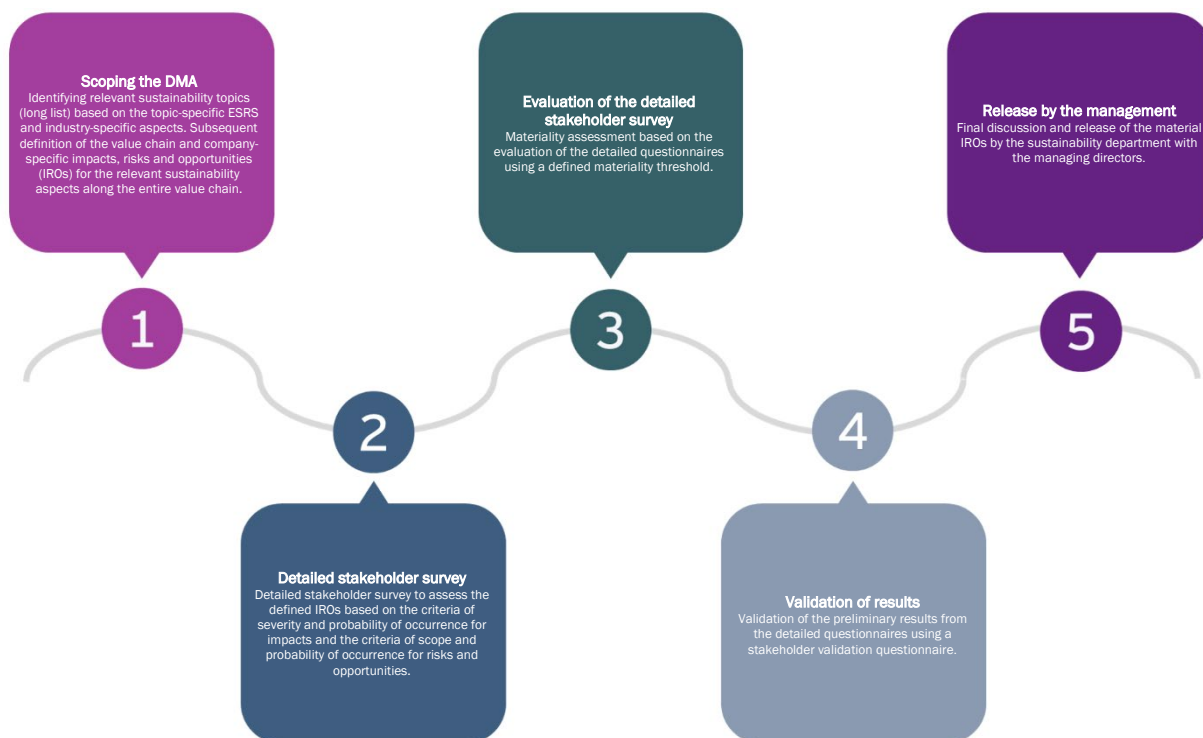 Scoping the DMA
Identifying relevant sustainability topics
(long list) based on the topic-specific ESRS
and industry-specific aspects. Subsequent
definition of the value chain and company-
specific impacts, risks and opportunities
(IROs) for the relevant sustainability
aspects along the entire value chain.
1
2
Detailed stakeholder survey
Detailed stakeholder survey to assess the
defined IROs based on the criteria of
severity and probability of occurrence for
impacts and the criteria of scope and
probability of occurrence for risks and
opportunities.
Evaluation of the detailed
stakeholder survey
Materiality assessment based on the
evaluation of the detailed questionnaires
using a defined materiality threshold.
3
4
Validation of results
Validation of the preliminary results from
the detailed questionnaires using a
stakeholder validation questionnaire.
Release by the management
Final discussion and release of the material
IROs by the sustainability department with
the managing directors.
5